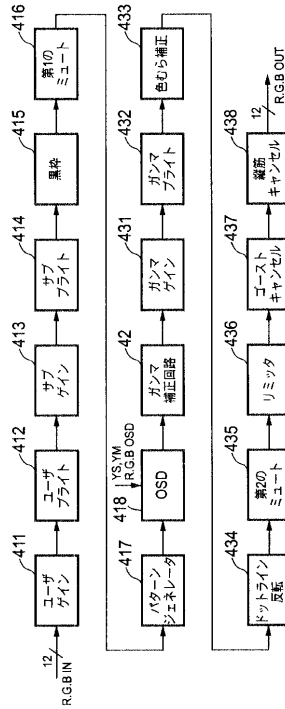 12
R.G.B IN
411
ユーザ
ゲイン
412
ユーザ
ブライト
413
サブ
ゲイン
414
サブ
ブライト
415
黒枠
416
第1の
ミュート
417
パターン
ジェネレータ
YS,YM
R.G.B OSD
418
OSD
42
ガンマ
補正回路
431
ガンマ
ゲイン
432
ガンマ
ブライト
433
色むら補正
434
ドットライン
反転
435
第2の
ミュート
436
リミッタ
437
ゴースト
キャンセル
438
縦筋
キャンセル
12
R.G.B OUT